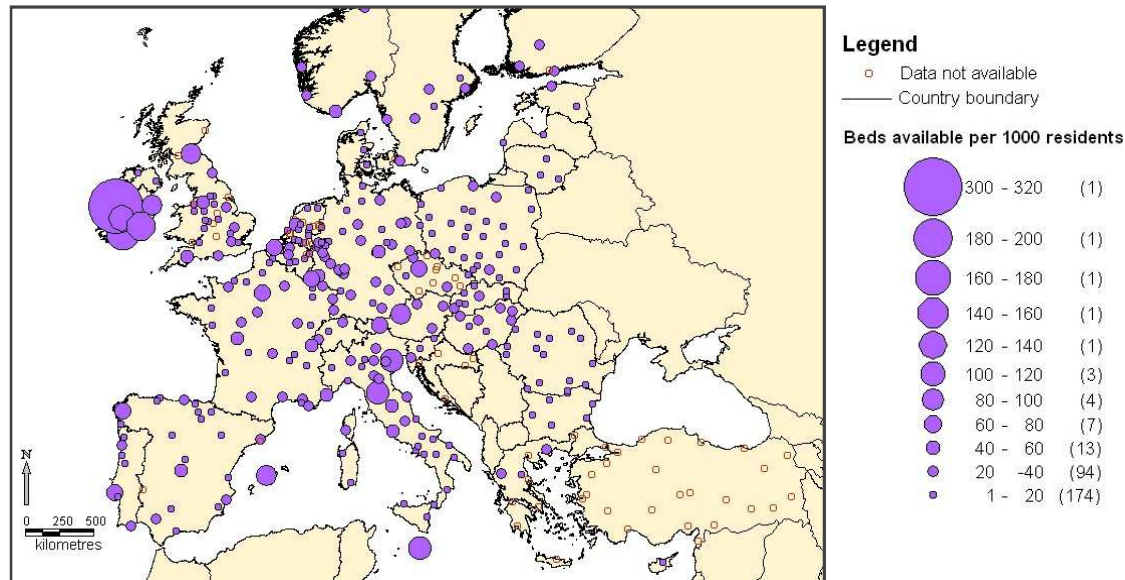 Legend
Data not available
Country boundary
Beds available per 1000 residents
300 - 320 (1)
180 - 200 (1)
160 - 180 (1)
140 - 160 (1)
120 - 140 (1)
100 - 120 (3)
80 - 100 (4)
60 - 80 (7)
40 - 60 (13)
20 -40 (94)
1 - 20 (174)
N
0 250 500
kilometres